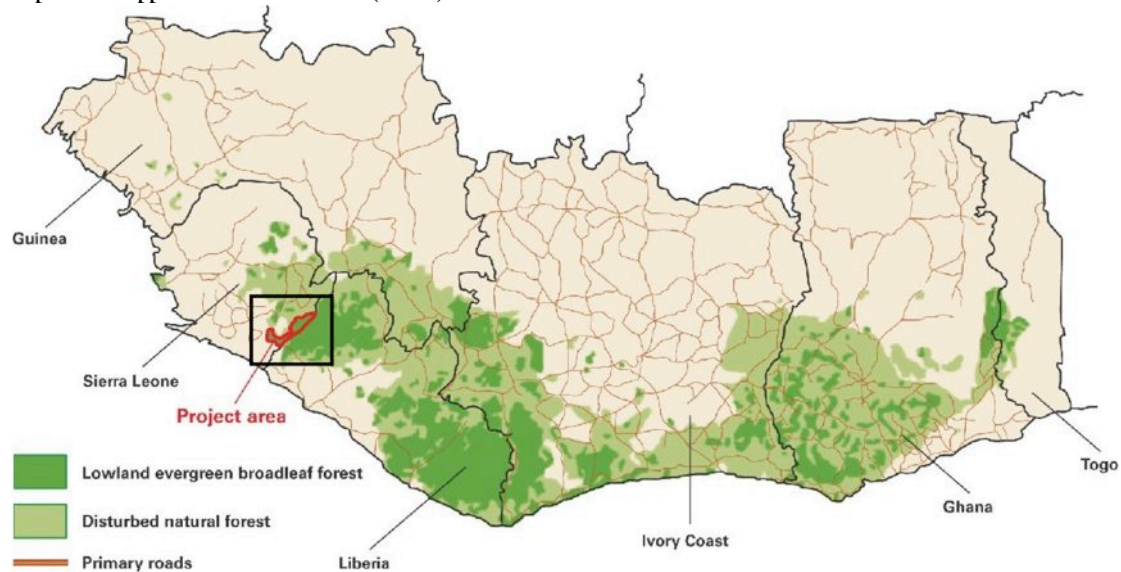 Guinea
Sierra Leone
Project area
Lowland evergreen broadleaf forest
Togo
Ghana
Disturbed natural forest
Ivory Coast
Primary roads
Liberia